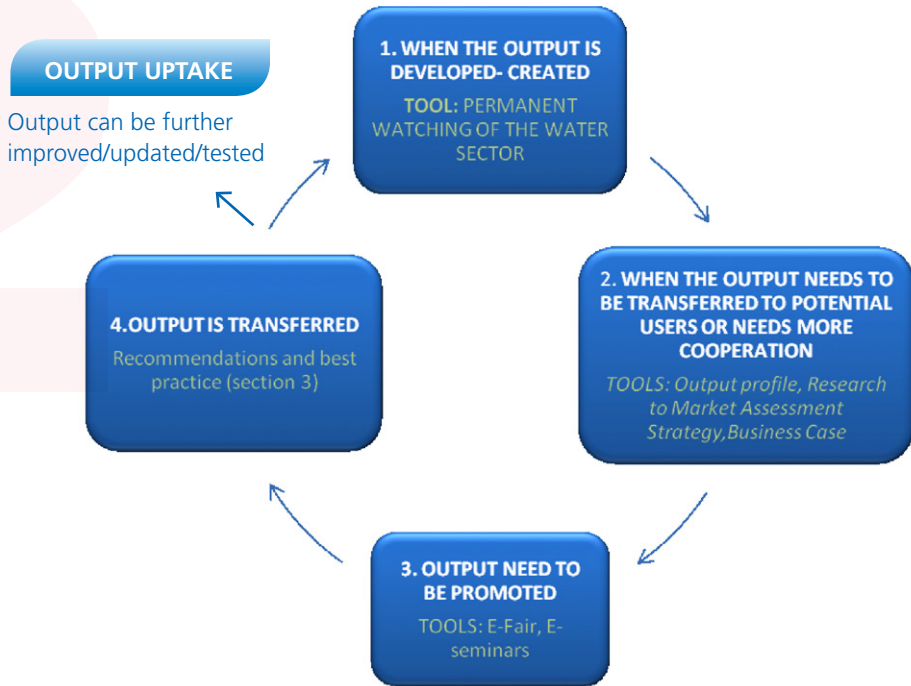 OUTPUT UPTAKE
Output can be further
improved/updated/tested
1. WHEN THE OUTPUT IS
DEVELOPED- CREATED
TOOL: PERMANENT
WATCHING OF THE WATER
SECTOR
2. WHEN THE OUTPUT NEEDS TO
BE TRANSFERRED TO POTENTIAL
USERS OR NEEDS MORE
COOPERATION
TOOLS: Output profile, Research
to Market Assessment
Strategy,Business Case
3. OUTPUT NEED TO
BE PROMOTED
TOOLS: E-Fair, E-
seminars
4.OUTPUT IS TRANSFERRED
Recommendations and best
practice (section 3)